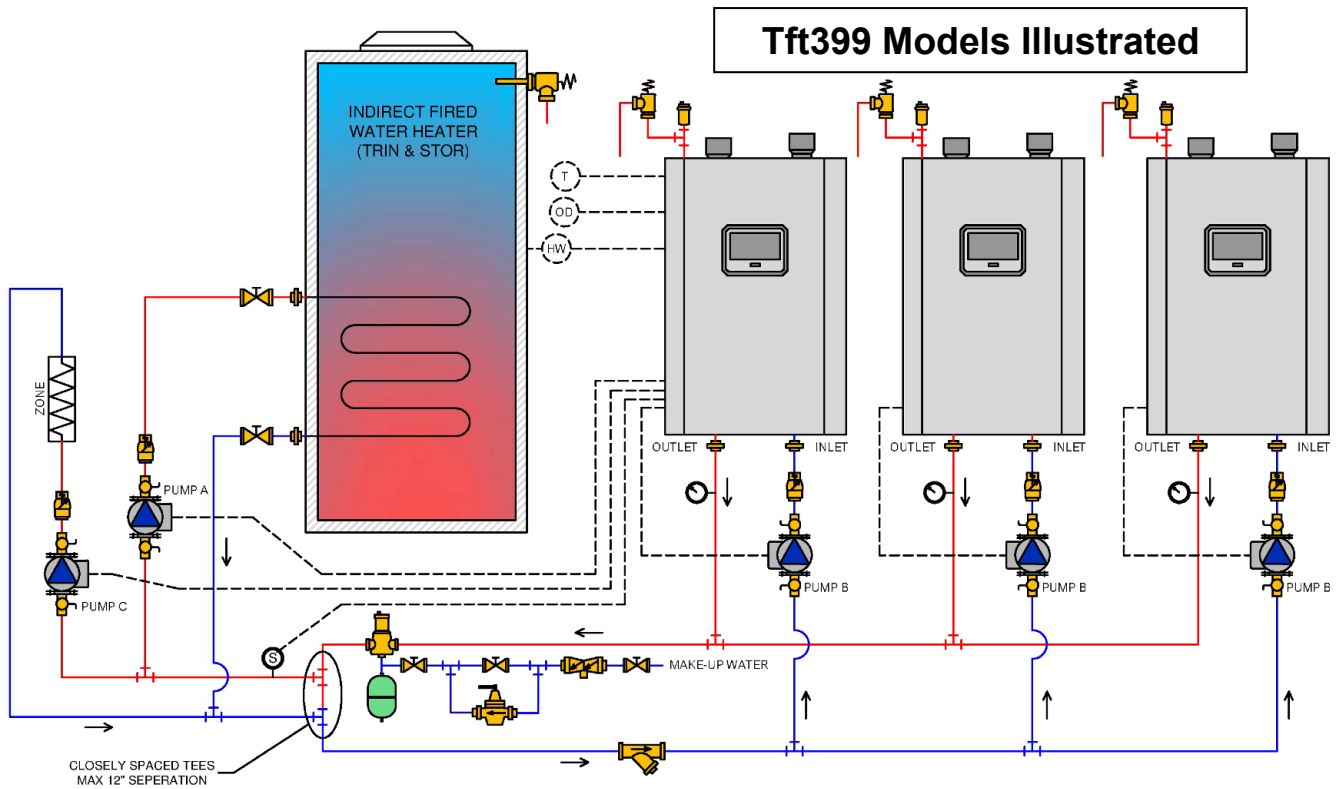 Tft399 Models Illustrated
INDIRECT FIRED
WATER HEATER
(TRIN & STOR)
T
OD
HW
ZONE
PUMP A
PUMP C
S
OUTLET
INLET
OUTLET
INLET
OUTLET
INLET
PUMP B
PUMP B
PUMP B
MAKE-UP WATER
CLOSELY SPACED TEES
MAX 12" SEPERATION